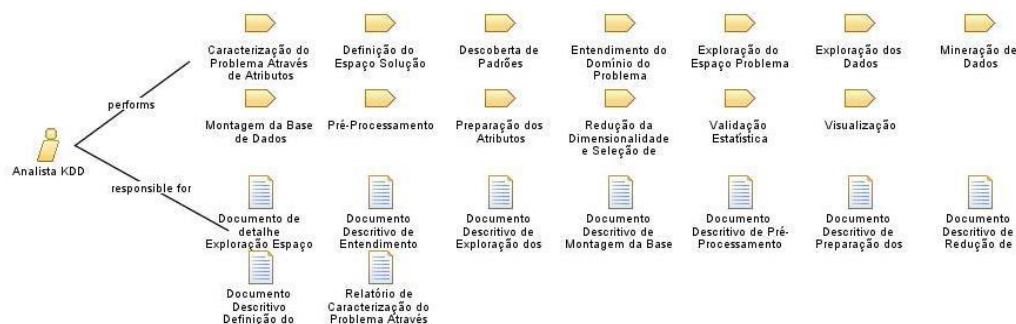 Caracterização do
Problema Através
de Atributos
Definição do
Espaço Solução
Descoberta de
Padrões
Entendimento do
Domínio do
Problema
Exploração do
Espaço Problema
Exploração dos
Dados
Mineração de
Dados
performs
Montagem da Base
de Dados
Pré-Processamento
Preparação dos
Atributos
Redução da
Dimensionalidade
e Seleção de
Validação
Estatística
Visualização
Analista KDD
responsible for
Documento de
detalhe
Exploração Espaço
Documento
Descritivo de
Entendimento
Documento
Descritivo de
Exploração dos
Documento
Descritivo de
Montagem da Base
Documento
Descritivo de Pré-
Processamento
Documento
Descritivo de
Preparação dos
Documento
Descritivo de
Redução de
Documento
Descritivo
Definição do
Relatório de
Caracterização do
Problema Através